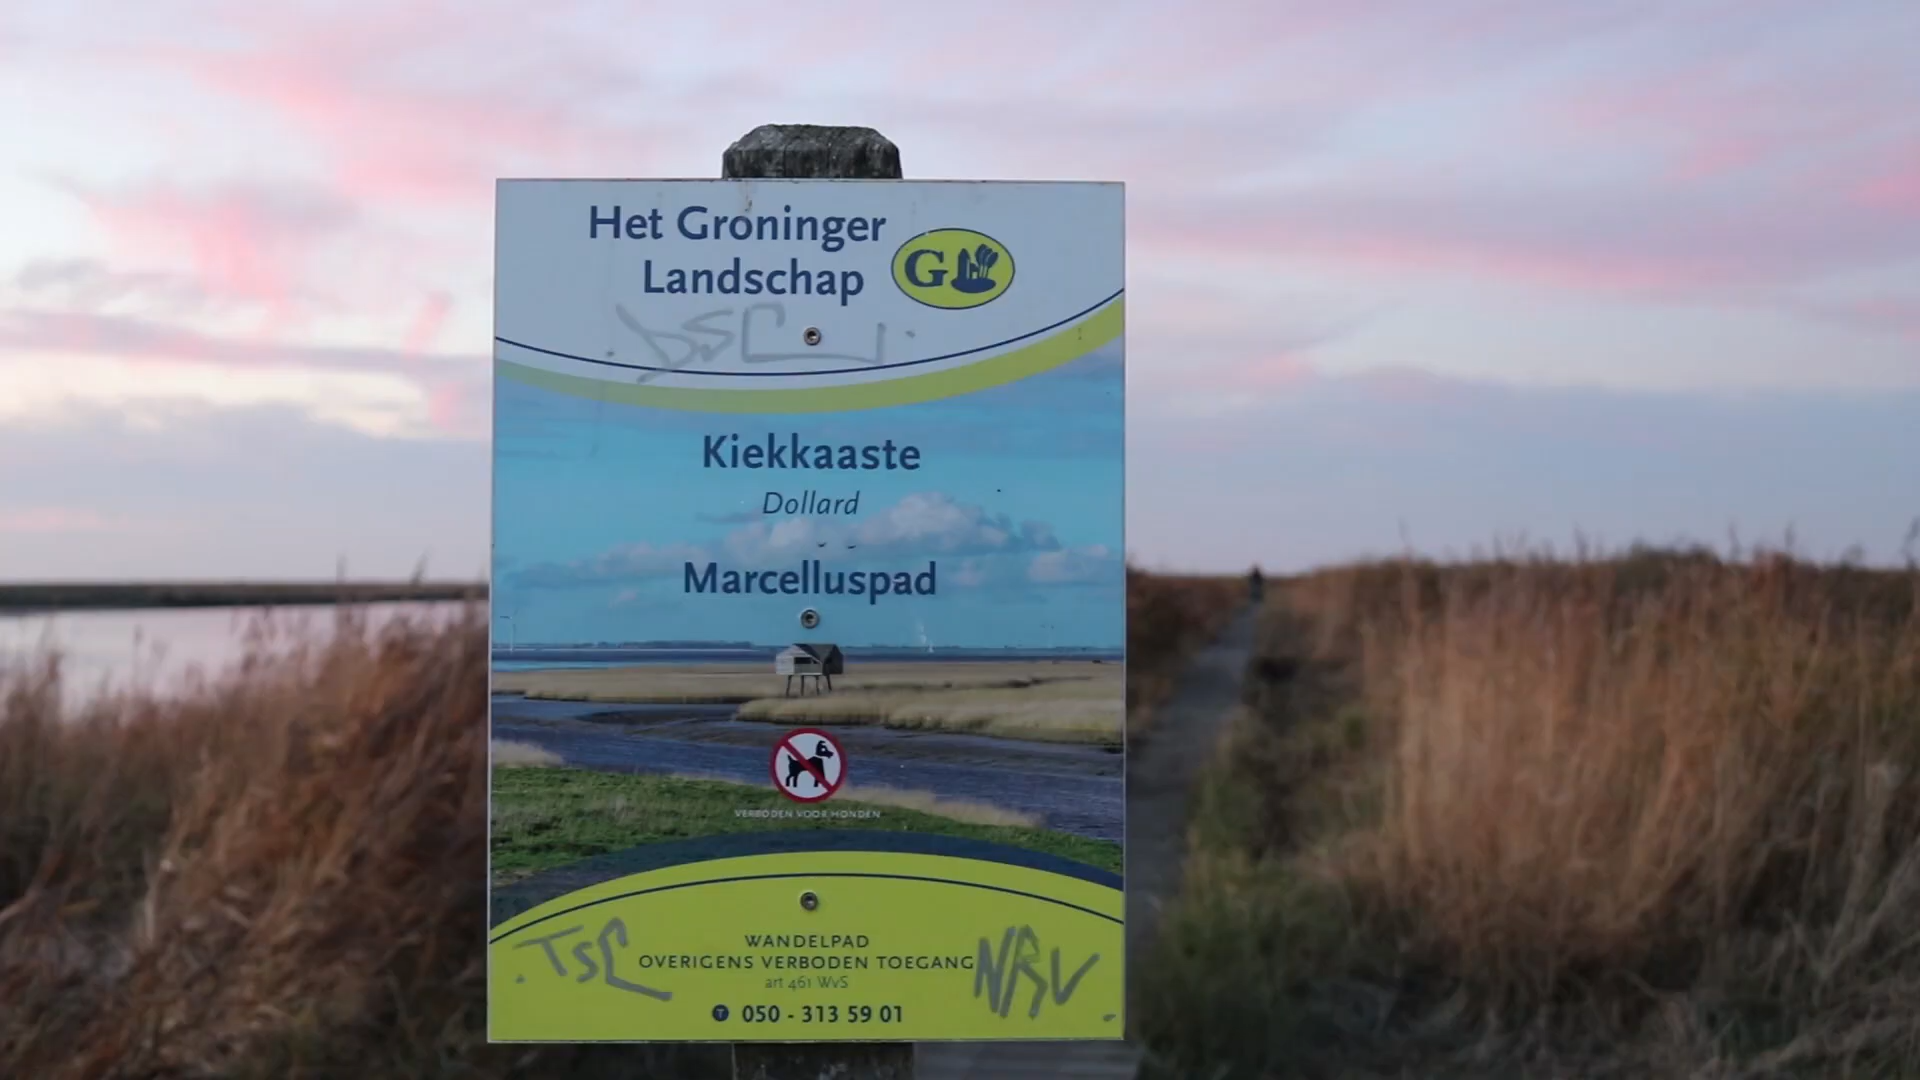 Het Groninger
Landschap
G
Kiekkaaste
Dollard
Marcelluspad
VERBODEN VOOR HONDEN
WANDELPAD
OVERIGENS VERBODEN TOEGANG
art 461 WvS
T 050 - 313 59 01
NRV